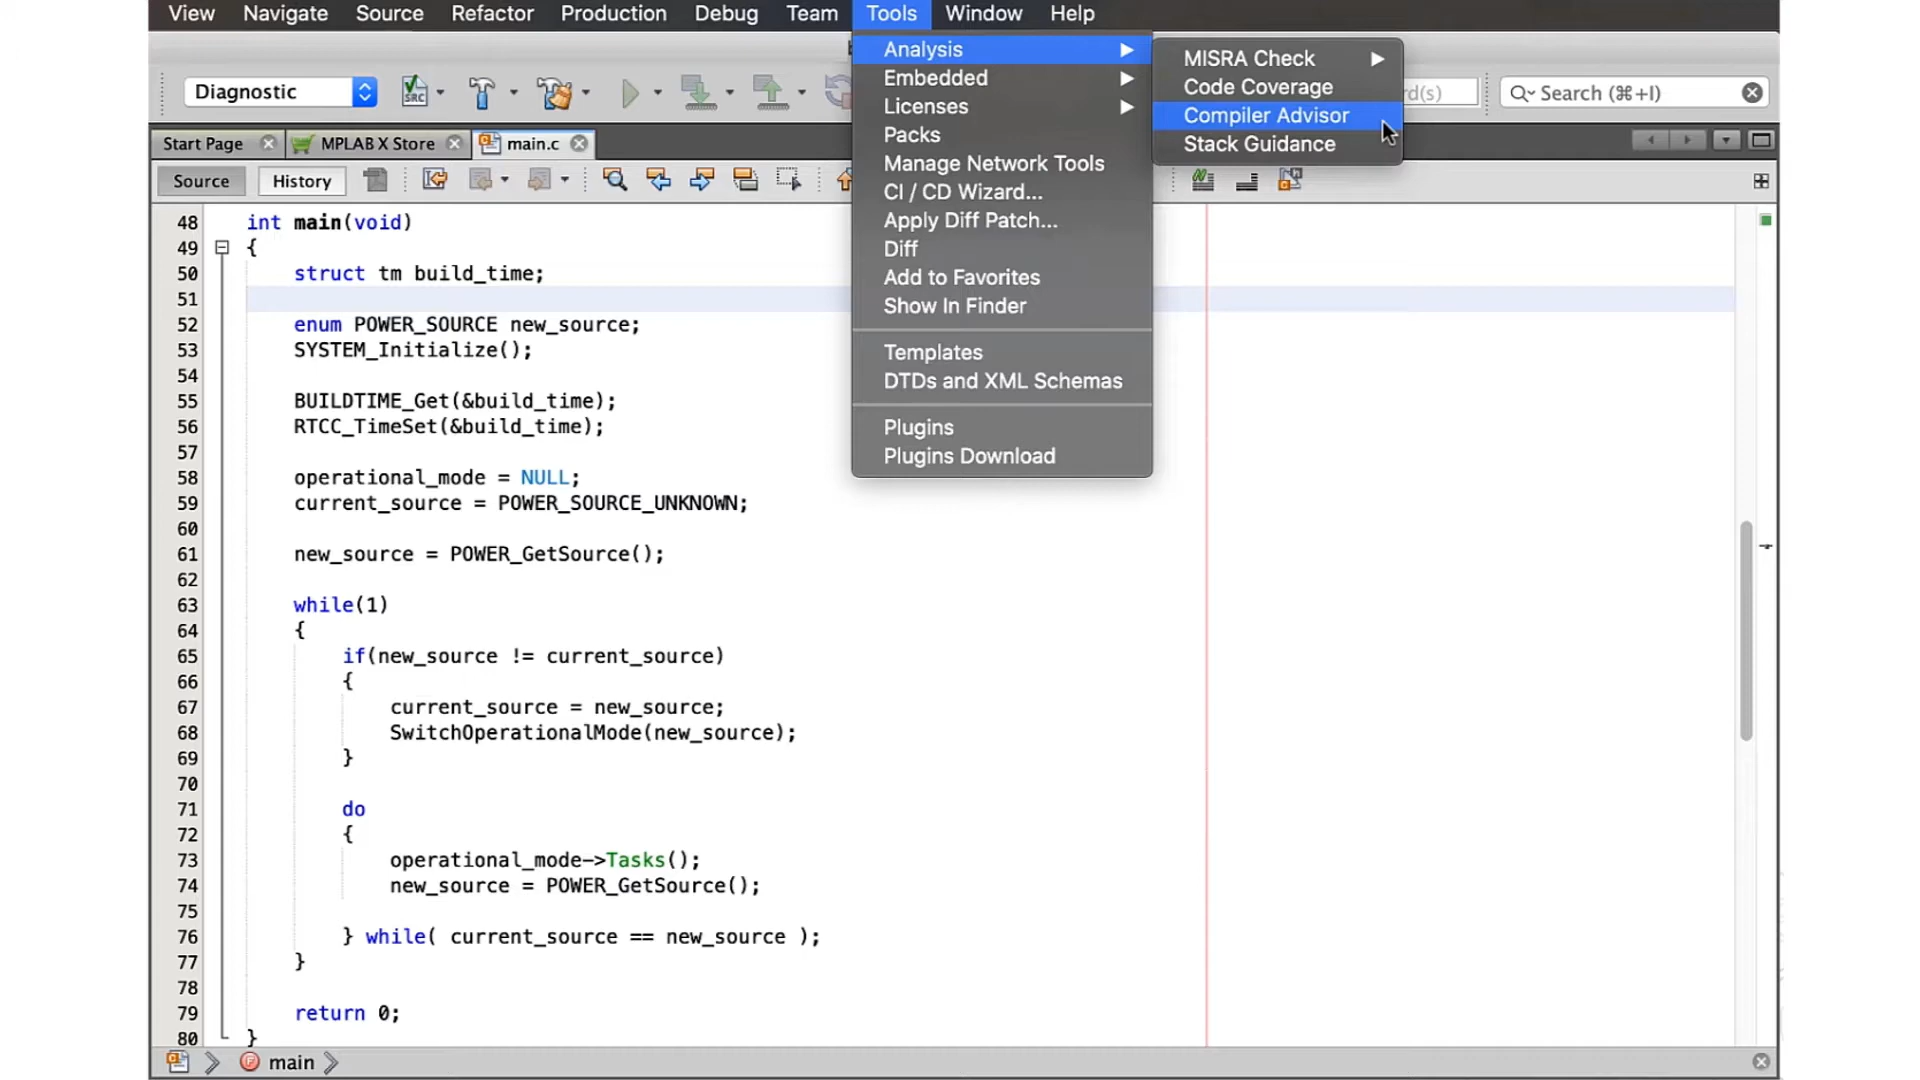 View Navigate Source Refactor Production Debug Team Tools Window Help
Analysis
Embedded
Licenses
Packs
Manage Network Tools
CI / CD Wizard...
Apply Diff Patch...
Diff
Add to Favorites
Show In Finder
Templates
DTDs and XML Schemas
Plugins
Plugins Download
MISRA Check
Code Coverage
Compiler Advisor
Stack Guidance
Diagnostic
SRC
Search (⌘+I)
Start Page MPLAB X Store main.c
Source History
48 int main(void)
49 {
50 struct tm build_time;
51
52 enum POWER_SOURCE new_source;
53 SYSTEM_Initialize();
54
55 BUILDTIME_Get(&build_time);
56 RTCC_TimeSet(&build_time);
57
58 operational_mode = NULL;
59 current_source = POWER_SOURCE_UNKNOWN;
60
61 new_source = POWER_GetSource();
62
63 while(1)
64 {
65 if(new_source != current_source)
66 {
67 current_source = new_source;
68 SwitchOperationalMode(new_source);
69 }
70
71 do
72 {
73 operational_mode->Tasks();
74 new_source = POWER_GetSource();
75
76 } while( current_source == new_source );
77 }
78
79 return 0;
80 }
main